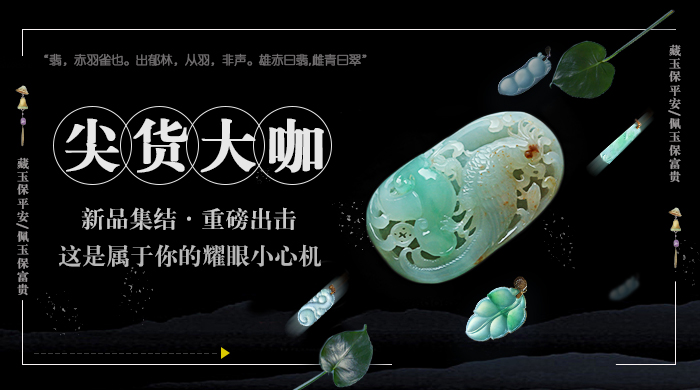 “翡，赤羽雀也。出郁林，从羽，非声。雄赤曰翡,雌青曰翠”
尖货大咖
新品集结·重磅出击
这是属于你的耀眼小心机
藏玉保平安/佩玉保富贵
藏玉保平安/佩玉保富贵